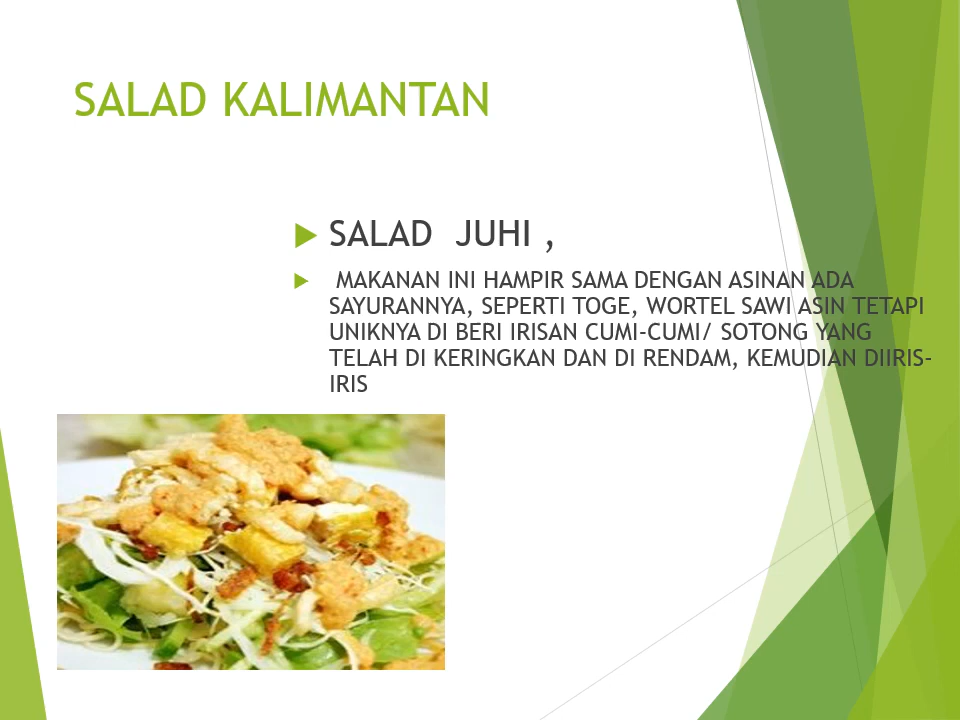 SALAD KALIMANTAN
SALAD JUHI ,
MAKANAN INI HAMPIR SAMA DENGAN ASINAN ADA
SAYURANNYA, SEPERTI TOGE, WORTEL SAWI ASIN TETAPI
UNIKNYA DI BERI IRISAN CUMI-CUMI/ SOTONG YANG
TELAH DI KERINGKAN DAN DI RENDAM, KEMUDIAN DIIRIS-
IRIS